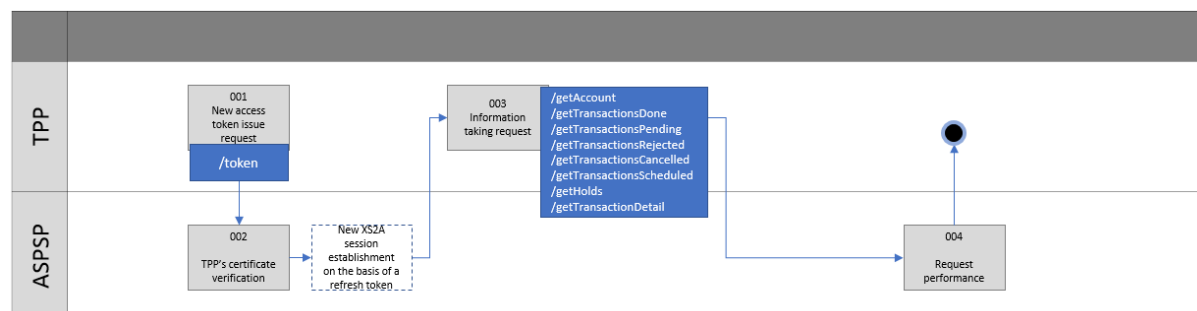 TPP
001
New access
token issue
request
/token
003
Information
taking request
/getAccount
/getTransactionsDone
/getTransactionsPending
/getTransactionsRejected
/getTransactionsCancelled
/getTransactionsScheduled
/getHolds
/getTransactionDetail
ASPSP
002
TPP's certificate
verification
New XS2A
session
establishment
on the basis of a
refresh token
004
Request
performance